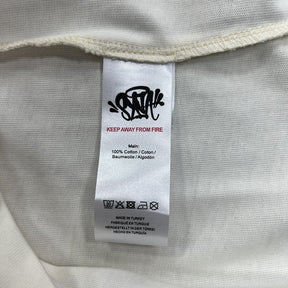 SYNA
KEEP AWAY FROM FIRE
Main:
100% Cotton / Coton /
Baumwolle / Algodón
MADE IN TURKEY
FABRIQUÉ EN TURQUIE
HERGESTELLT IN DER TÜRKEI
HECHO EN TURQUÍA